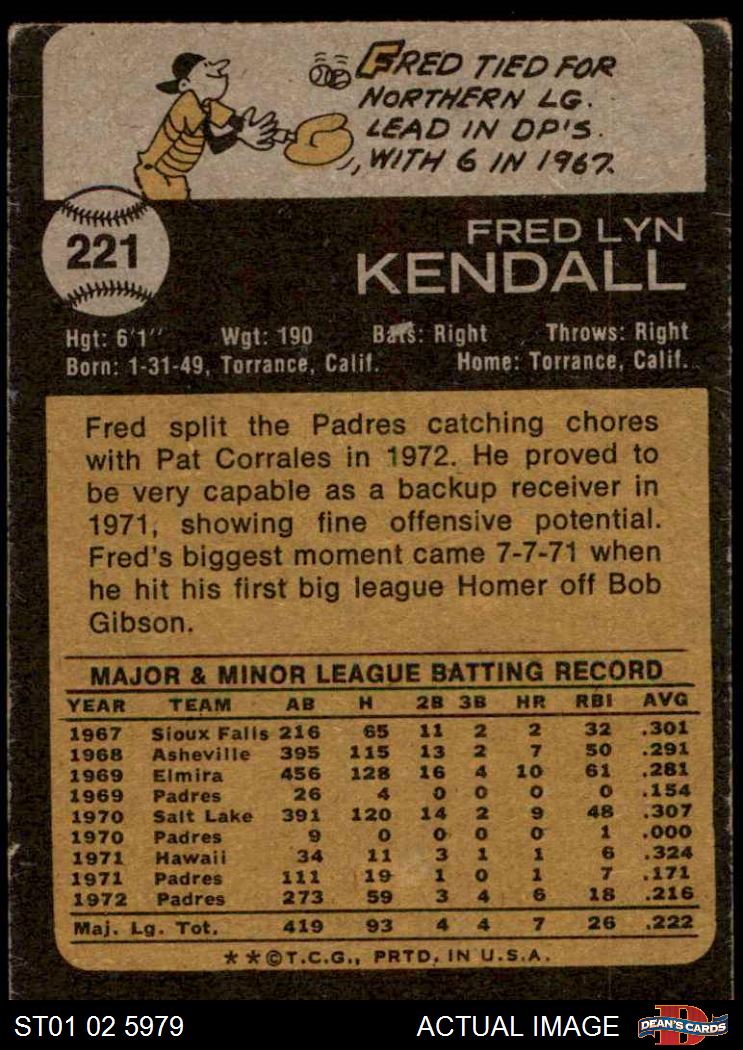 FRED TIED FOR
NORTHERN LG.
LEAD IN DP'S.
WITH 6 IN 1967.
221
FRED LYN
KENDALL
Hgt: 6'1" Wgt: 190 Bats: Right Throws: Right
Born: 1-31-49, Torrance, Calif. Home: Torrance, Calif.
Fred split the Padres catching chores
with Pat Corrales in 1972. He proved to
be very capable as a backup receiver in
1971, showing fine offensive potential.
Fred's biggest moment came 7-7-71 when
he hit his first big league Homer off Bob
Gibson.
MAJOR & MINOR LEAGUE BATTING RECORD
YEAR TEAM AB H 2B 3B HR RBI AVG
1967 Sioux Falls 216 65 11 2 2 32 .301
1968 Asheville 395 115 13 2 7 50 .291
1969 Elmira 456 128 16 4 10 61 .281
1969 Padres 26 4 0 0 0 0 .154
1970 Salt Lake 391 120 14 2 9 48 .307
1970 Padres 9 0 0 0 0 1 .000
1971 Hawaii 34 11 3 1 1 6 .324
1971 Padres 111 19 1 0 1 7 .171
1972 Padres 273 59 3 4 6 18 .216
Maj. Lg. Tot. 419 93 4 4 7 26 .222
**©T.C.G., PRTD. IN U.S.A.
ST01 02 5979 ACTUAL IMAGE D DEAN'S CARDS